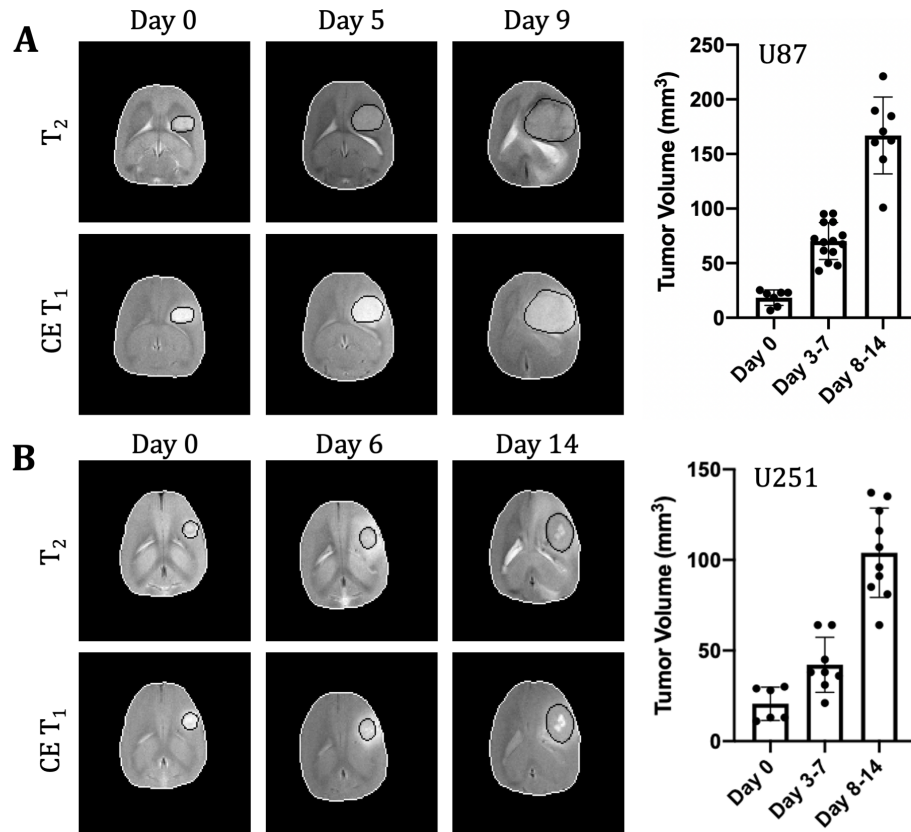 A
Day 0
Day 5
Day 9
T2
CE T1
U87
Tumor Volume (mm3)
250
200
150
100
50
0
Day 0
Day 3-7
Day 8-14
B
Day 0
Day 6
Day 14
T2
CE T1
U251
Tumor Volume (mm3)
150
100
50
0
Day 0
Day 3-7
Day 8-14